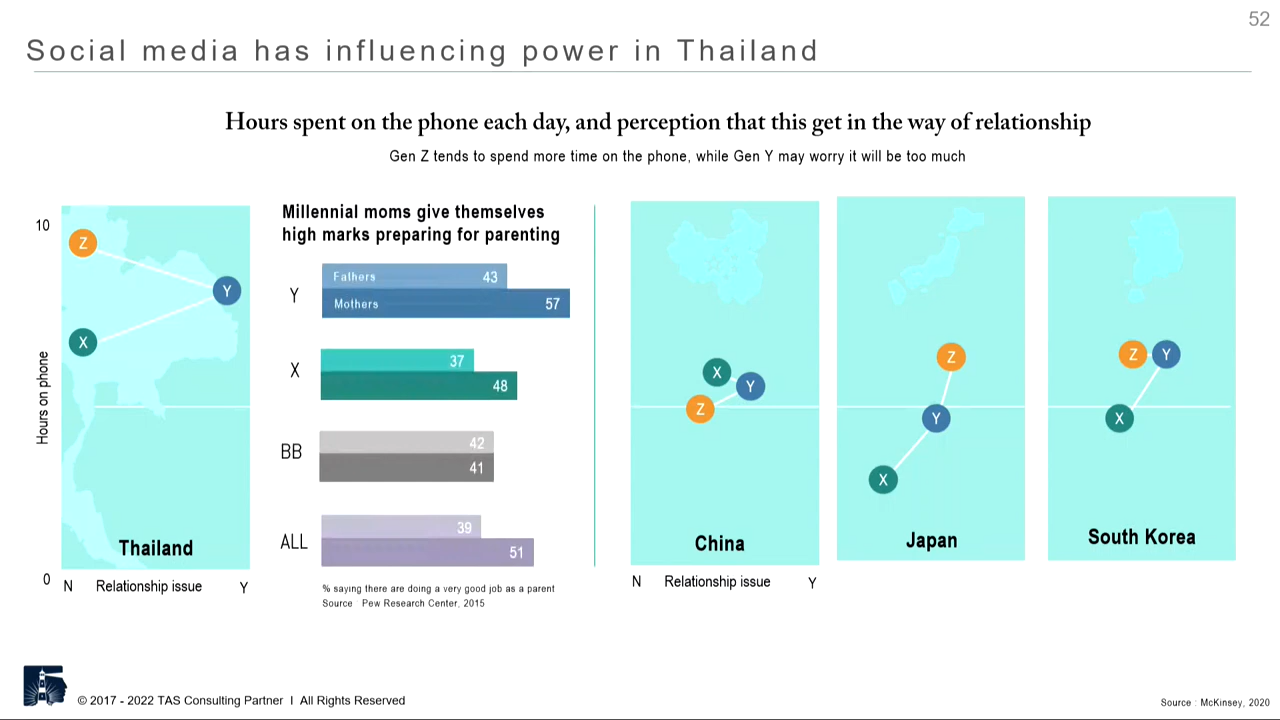 52
Social media has influencing power in Thailand
Hours spent on the phone each day, and perception that this get in the way of relationship
Gen Z tends to spend more time on the phone, while Gen Y may worry it will be too much
10
Hours on phone
0
Z
Y
X
Thailand
N Relationship issue Y
Millennial moms give themselves
high marks preparing for parenting
Y
Fathers 43
Mothers 57
X
37
48
BB
42
41
ALL
39
51
% saying there are doing a very good job as a parent
Source Pew Research Center, 2015
X
Y
Z
China
N Relationship issue Y
Z
Y
X
Japan
Z
Y
X
South Korea
© 2017 - 2022 TAS Consulting Partner I All Rights Reserved
Source : McKinsey, 2020